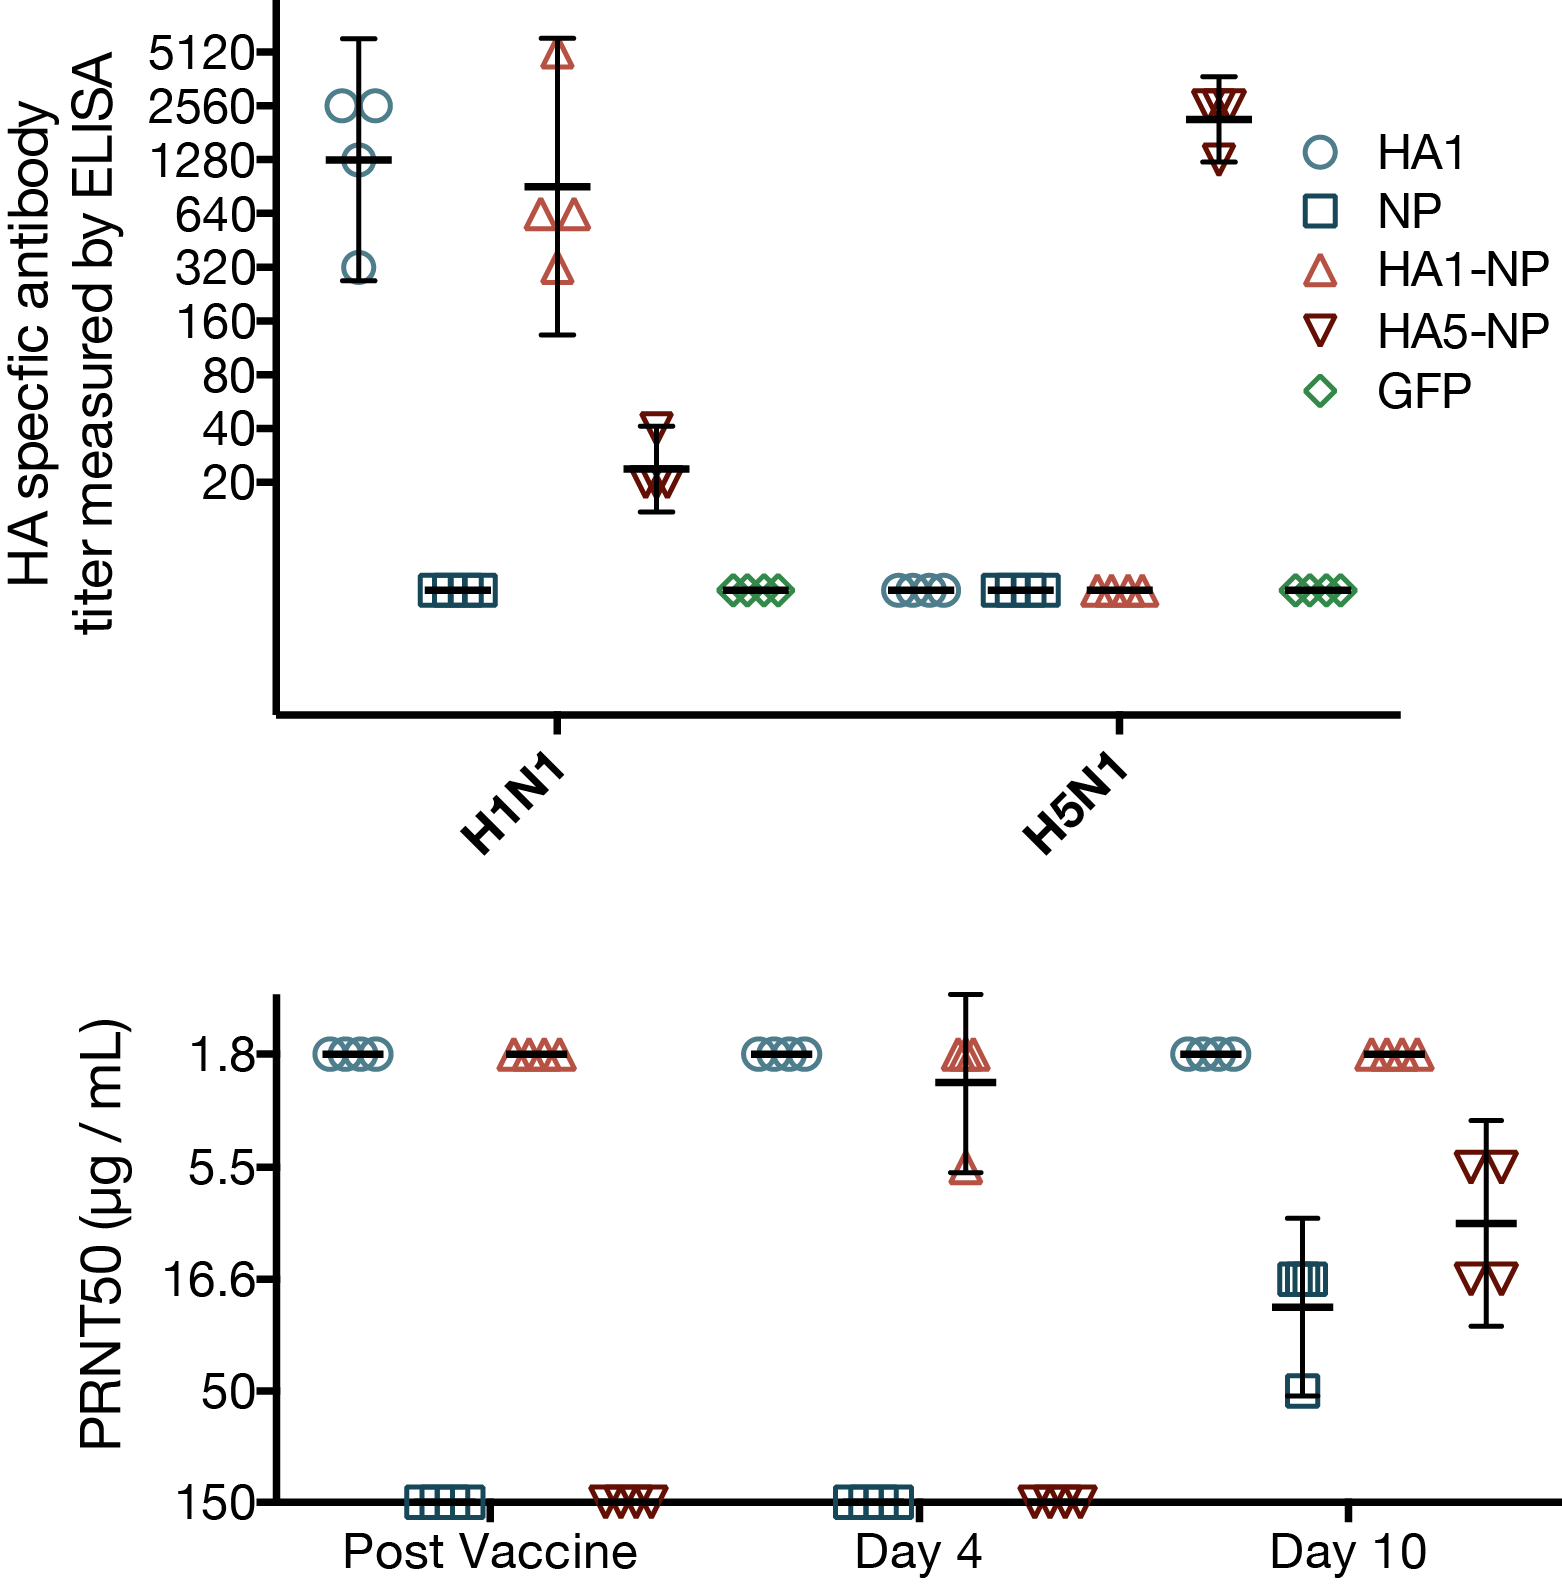 HA specfic antibody
titer measured by ELISA
5120
2560
1280
640
320
160
80
40
20
H1N1
H5N1
HA1
NP
HA1-NP
HA5-NP
GFP
PRNT50 (µg / mL)
1.8
5.5
16.6
50
150
Post Vaccine
Day 4
Day 10